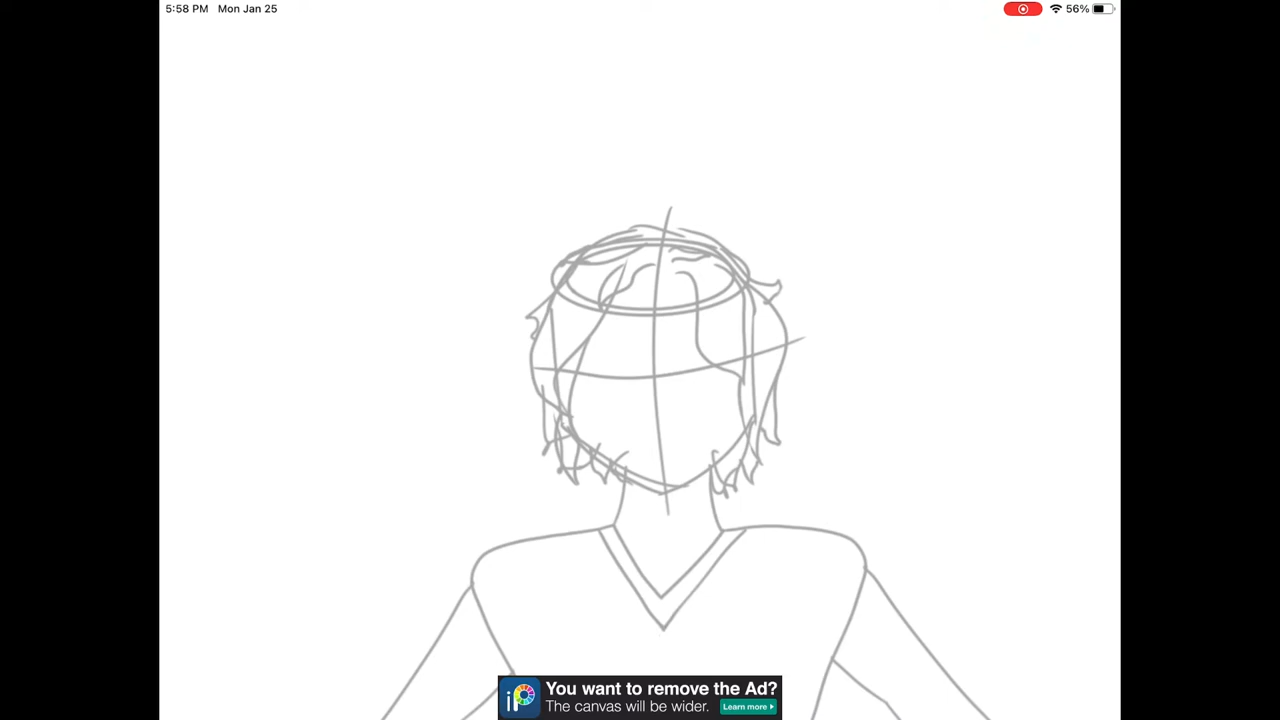 5:58 PM Mon Jan 25 56%
iP
You want to remove the Ad?
The canvas will be wider.
Learn more